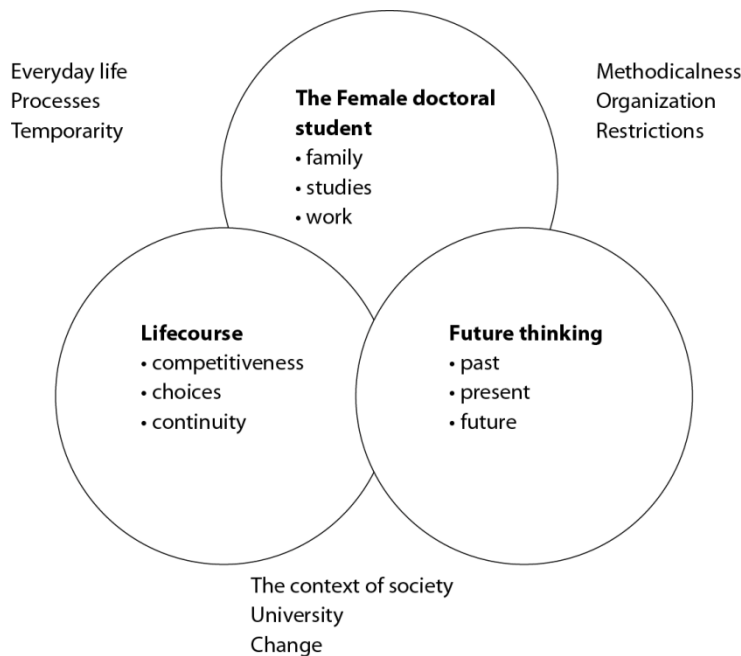 Everyday life
Processes
Temporarity
The Female doctoral
student
• family
• studies
• work
Methodicalness
Organization
Restrictions
Lifecourse
• competitiveness
• choices
• continuity
Future thinking
• past
• present
• future
The context of society
University
Change